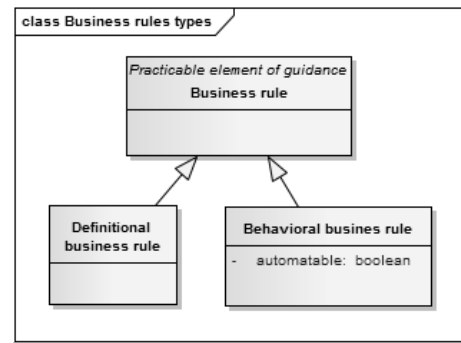 class Business rules types
Practicable element of guidance
Business rule
Definitional
business rule
Behavioral busines rule
- automatable: boolean